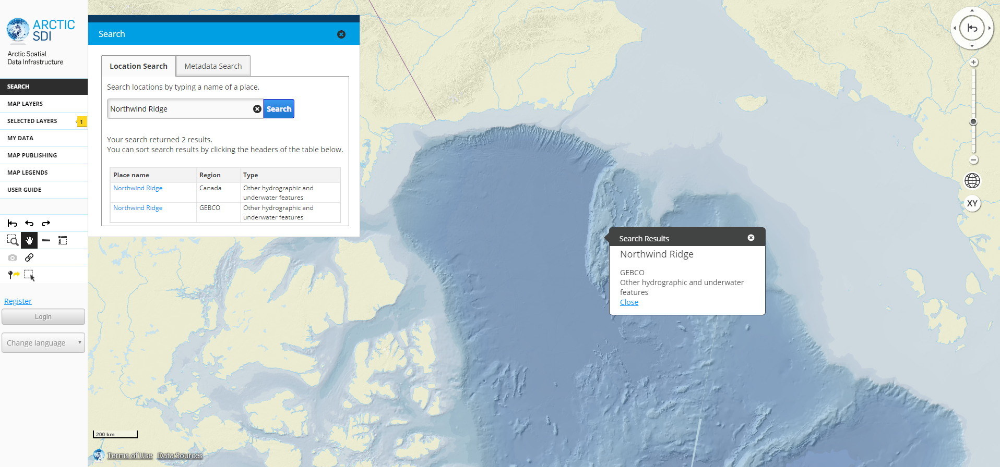 ARCTIC
SDI
Arctic Spatial
Data Infrastructure
SEARCH
MAP LAYERS
SELECTED LAYERS
1
MY DATA
MAP PUBLISHING
MAP LEGENDS
USER GUIDE
Register
Login
Change language
Search
Location Search
Metadata Search
Search locations by typing a name of a place.
Northwind Ridge
Search
Your search returned 2 results.
You can sort search results by clicking the headers of the table below.
Place name Region Type
Northwind Ridge Canada Other hydrographic and
underwater features
Northwind Ridge GEBCO Other hydrographic and
underwater features
Search Results
Northwind Ridge
GEBCO
Other hydrographic and underwater
features
Close
XY
200 km
Terms of Use Data Sources